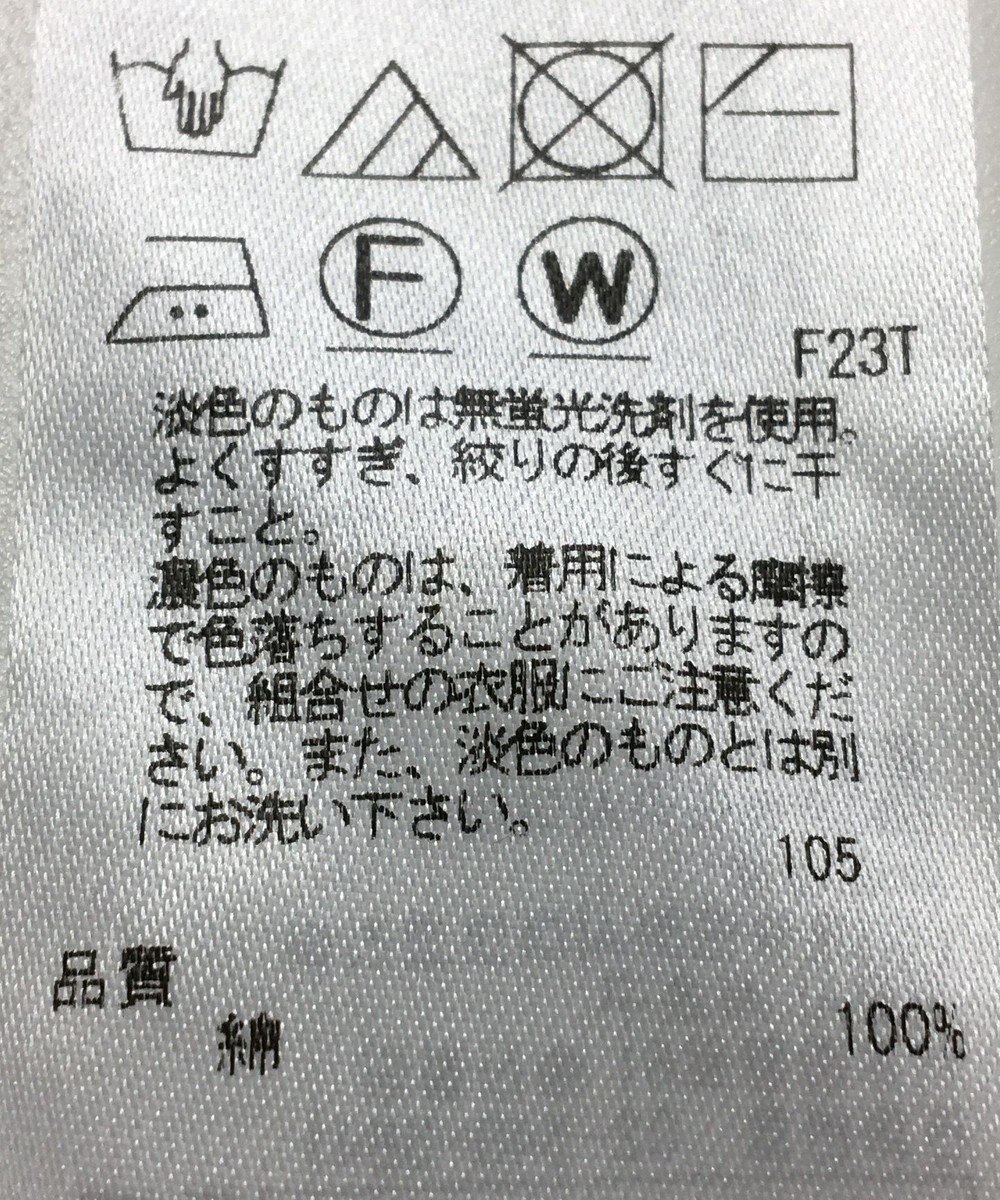 F
W
F23T
淡色のものは無蛍光洗剤を使用。
よくすすぎ、絞りの後すぐに干
すこと。
濃色のものは、着用による摩擦
で色落ちすることがありますの
で、組合せの衣服にご注意くだ
さい。また、淡色のものとは別
にお洗い下さい。
105
品質
綿 100%